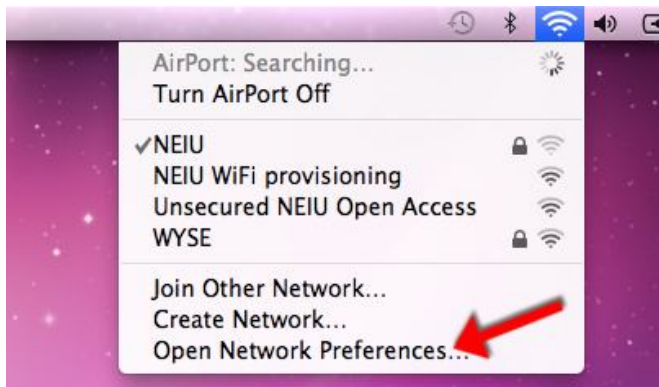 AirPort: Searching...
Turn AirPort Off
NEIU
NEIU WiFi provisioning
Unsecured NEIU Open Access
WYSE
Join Other Network...
Create Network...
Open Network Preferences...